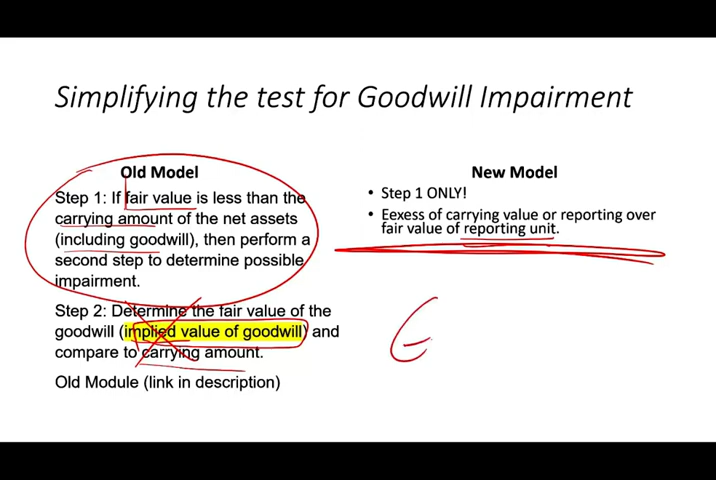 Simplifying the test for Goodwill Impairment
Old Model
Step 1: If fair value is less than the
carrying amount of the net assets
(including goodwill), then perform a
second step to determine possible
impairment.
Step 2: Determine the fair value of the
goodwill (implied value of goodwill) and
compare to carrying amount.
Old Module (link in description)
New Model
• Step 1 ONLY!
• Eexess of carrying value or reporting over
fair value of reporting unit.